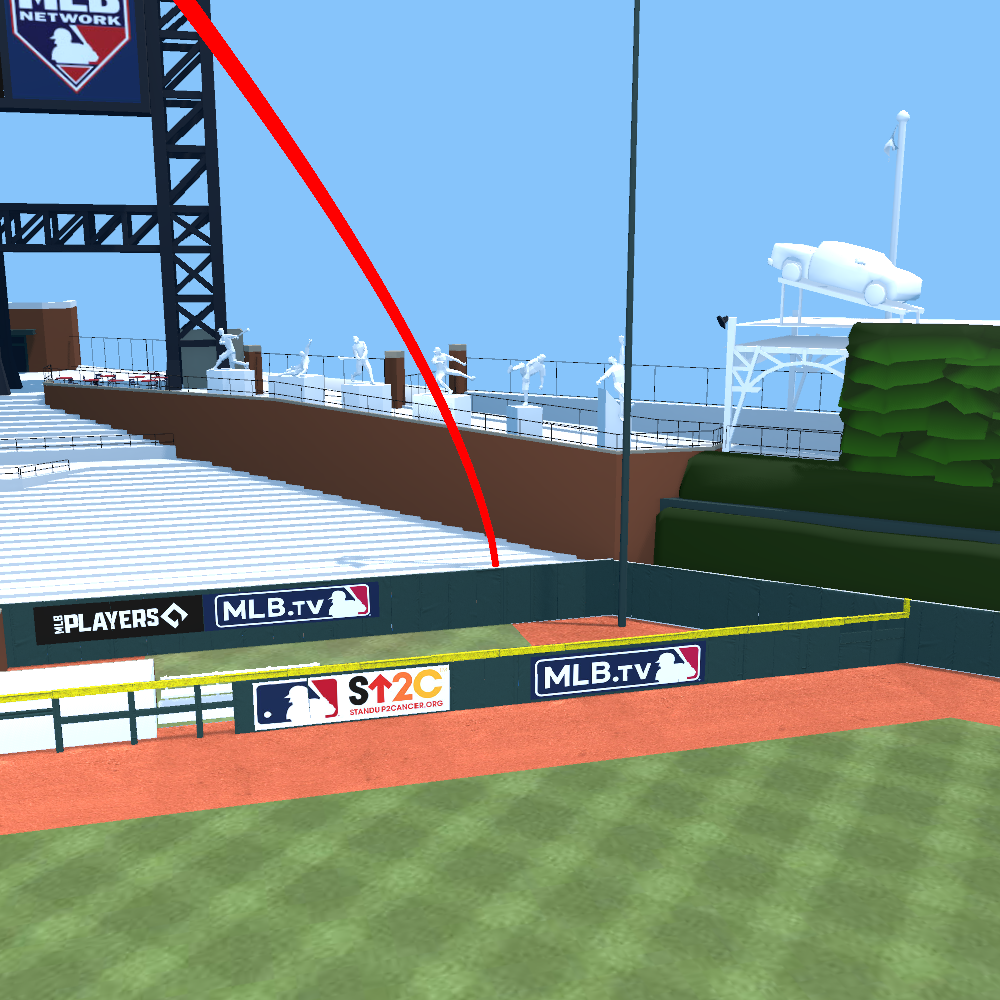 MLB
NETWORK
MLB PLAYERS
MLB.TV
S↑2C
STANDUP2CANCER.ORG
MLB.TV